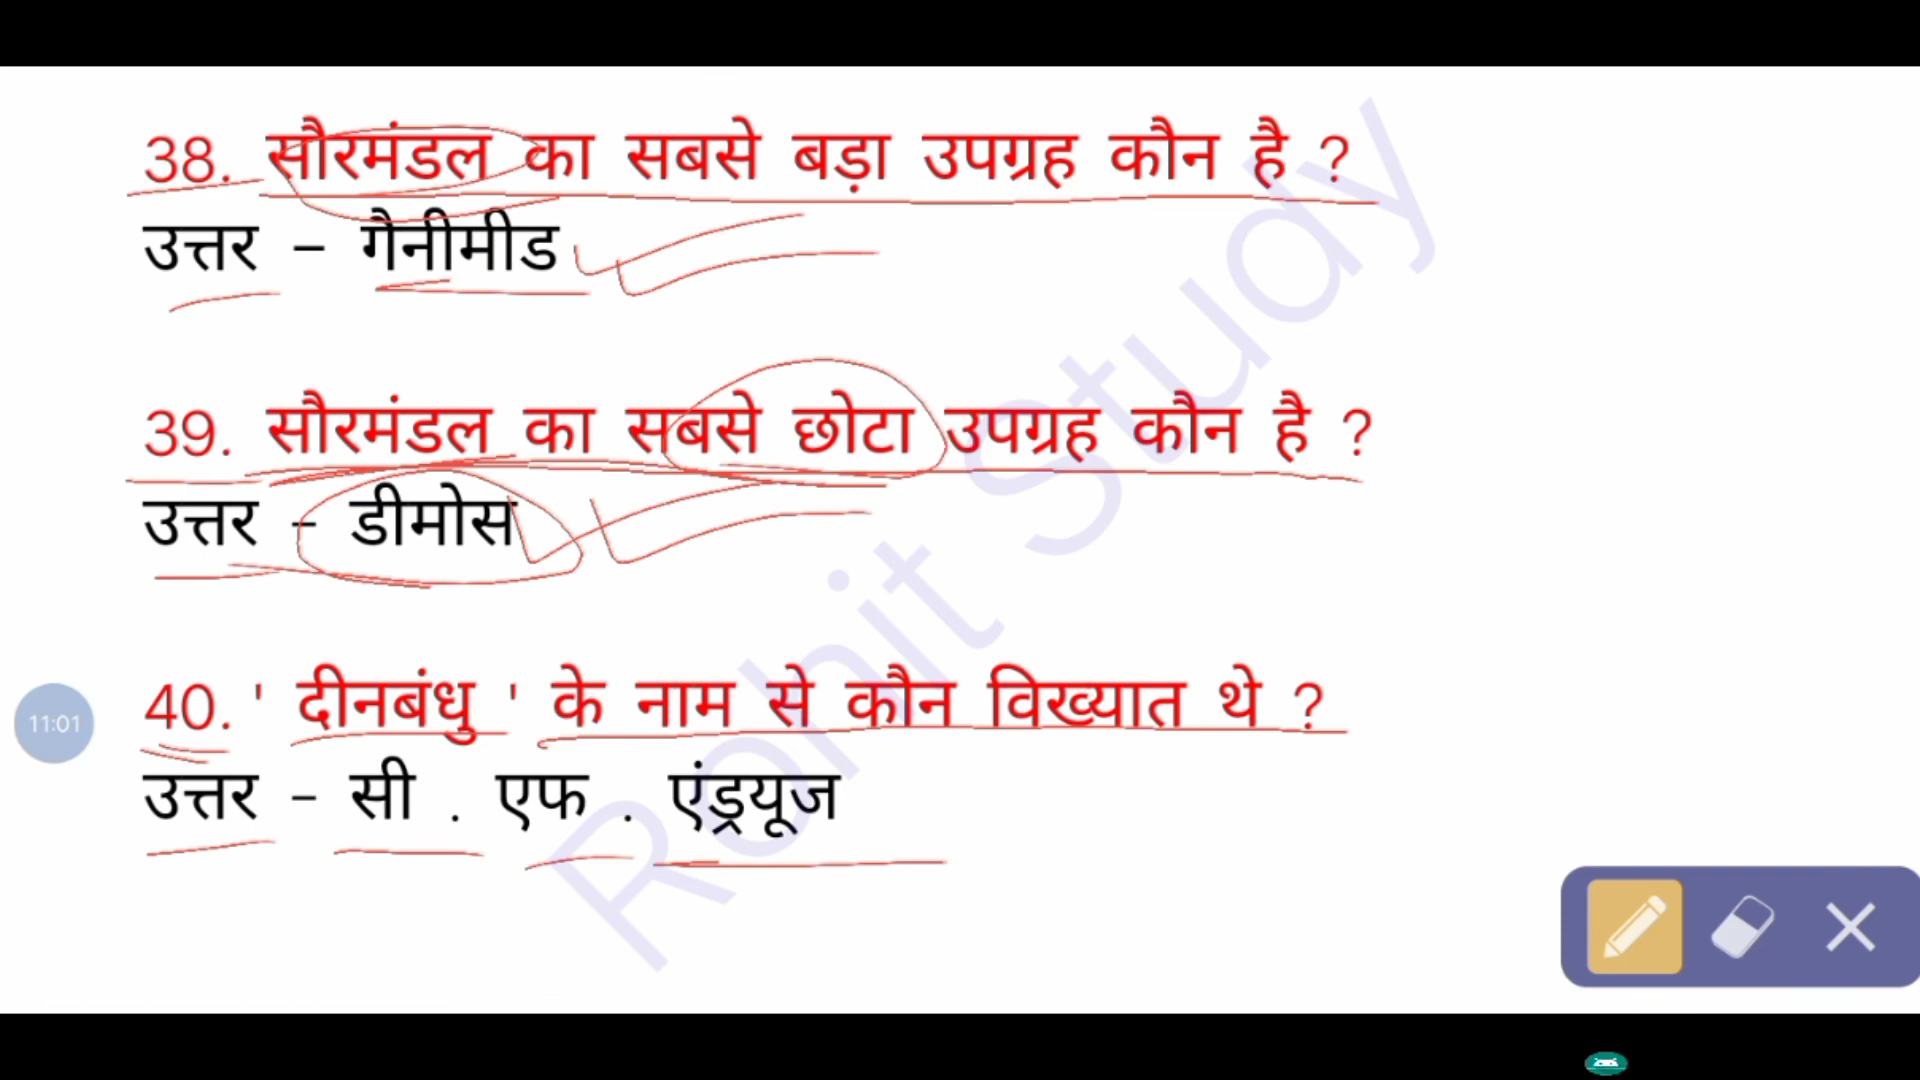 38. सौरमंडल का सबसे बड़ा उपग्रह कौन है ?
उत्तर – गैनीमीड
39. सौरमंडल का सबसे छोटा उपग्रह कौन है ?
उत्तर - डीमोस
40. ' दीनबंधु ' के नाम से कौन विख्यात थे ?
11:01
उत्तर - सी . एफ . एंड्रयूज
Rohit Study